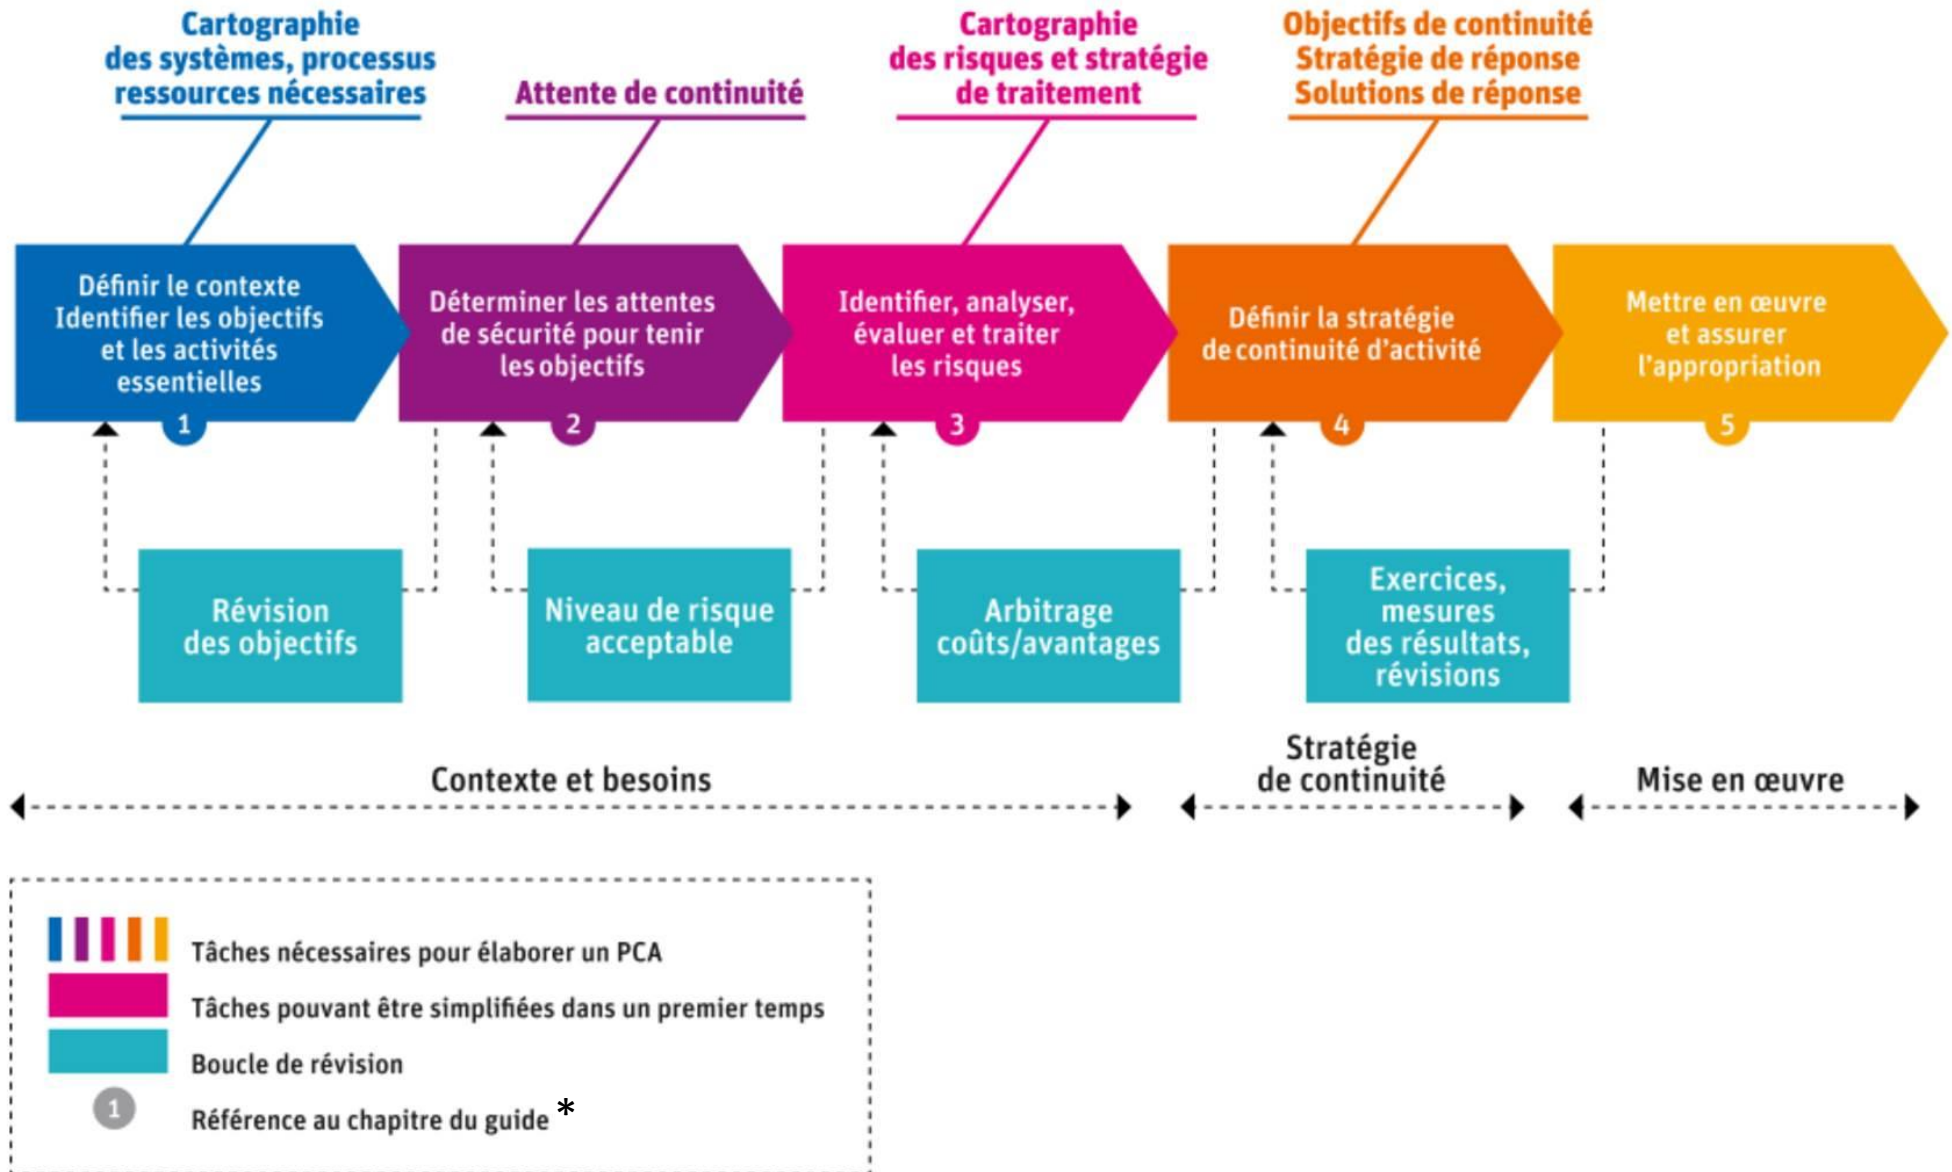 Cartographie
des systèmes, processus
ressources nécessaires
Attente de continuité
Cartographie
des risques et stratégie
de traitement
Objectifs de continuité
Stratégie de réponse
Solutions de réponse
Définir le contexte
Identifier les objectifs
et les activités
essentielles
1
Déterminer les attentes
de sécurité pour tenir
les objectifs
2
Identifier, analyser,
évaluer et traiter
les risques
3
Définir la stratégie
de continuité d'activité
4
Mettre en œuvre
et assurer
l'appropriation
5
Révision
des objectifs
Niveau de risque
acceptable
Arbitrage
coûts/avantages
Exercices,
mesures
des résultats,
révisions
Contexte et besoins
Stratégie
de continuité
Mise en œuvre
Tâches nécessaires pour élaborer un PCA
Tâches pouvant être simplifiées dans un premier temps
Boucle de révision
1 Référence au chapitre du guide *